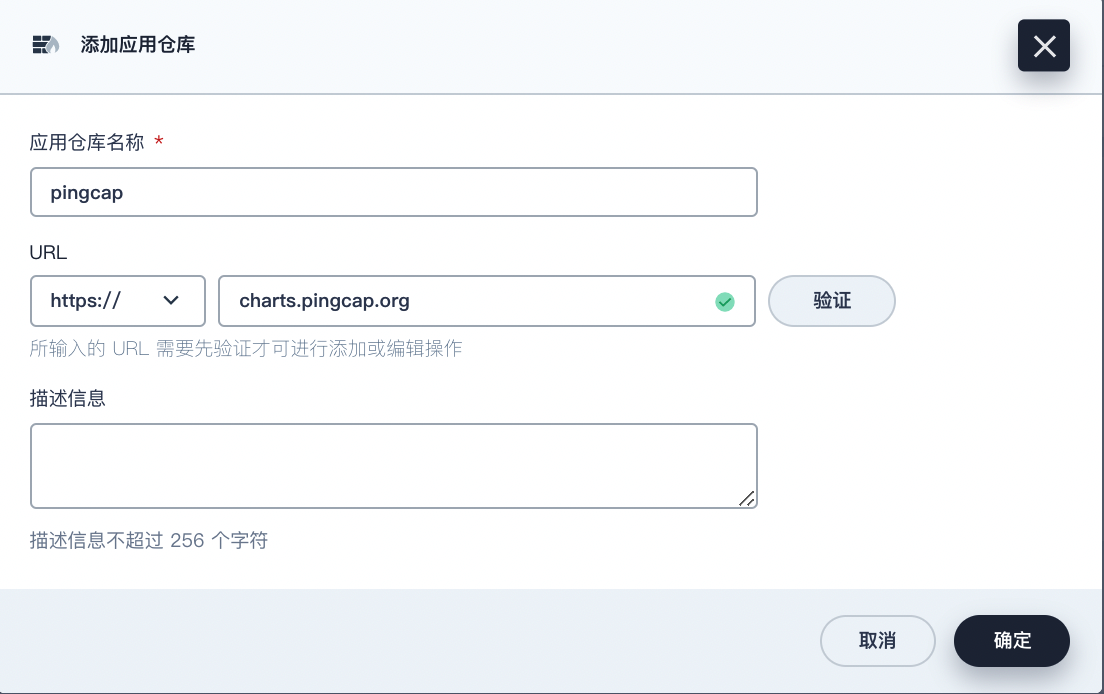 添加应用仓库
应用仓库名称 *
pingcap
URL
https:// charts.pingcap.org 验证
所输入的 URL 需要先验证才可进行添加或编辑操作
描述信息
描述信息不超过 256 个字符
取消 确定